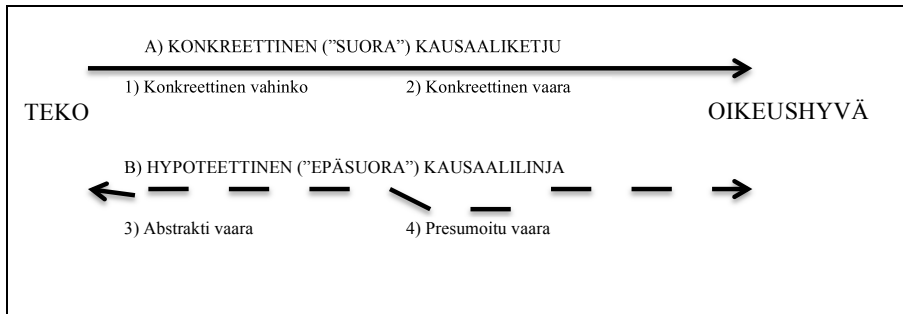 A) KONKREETTINEN (”SUORA”) KAUSAALIKETJU
1) Konkreettinen vahinko 2) Konkreettinen vaara
TEKO OIKEUSHYVÄ
B) HYPOTEETTINEN (”EPÄSUORA”) KAUSAALILINJA
3) Abstrakti vaara 4) Presumoitu vaara